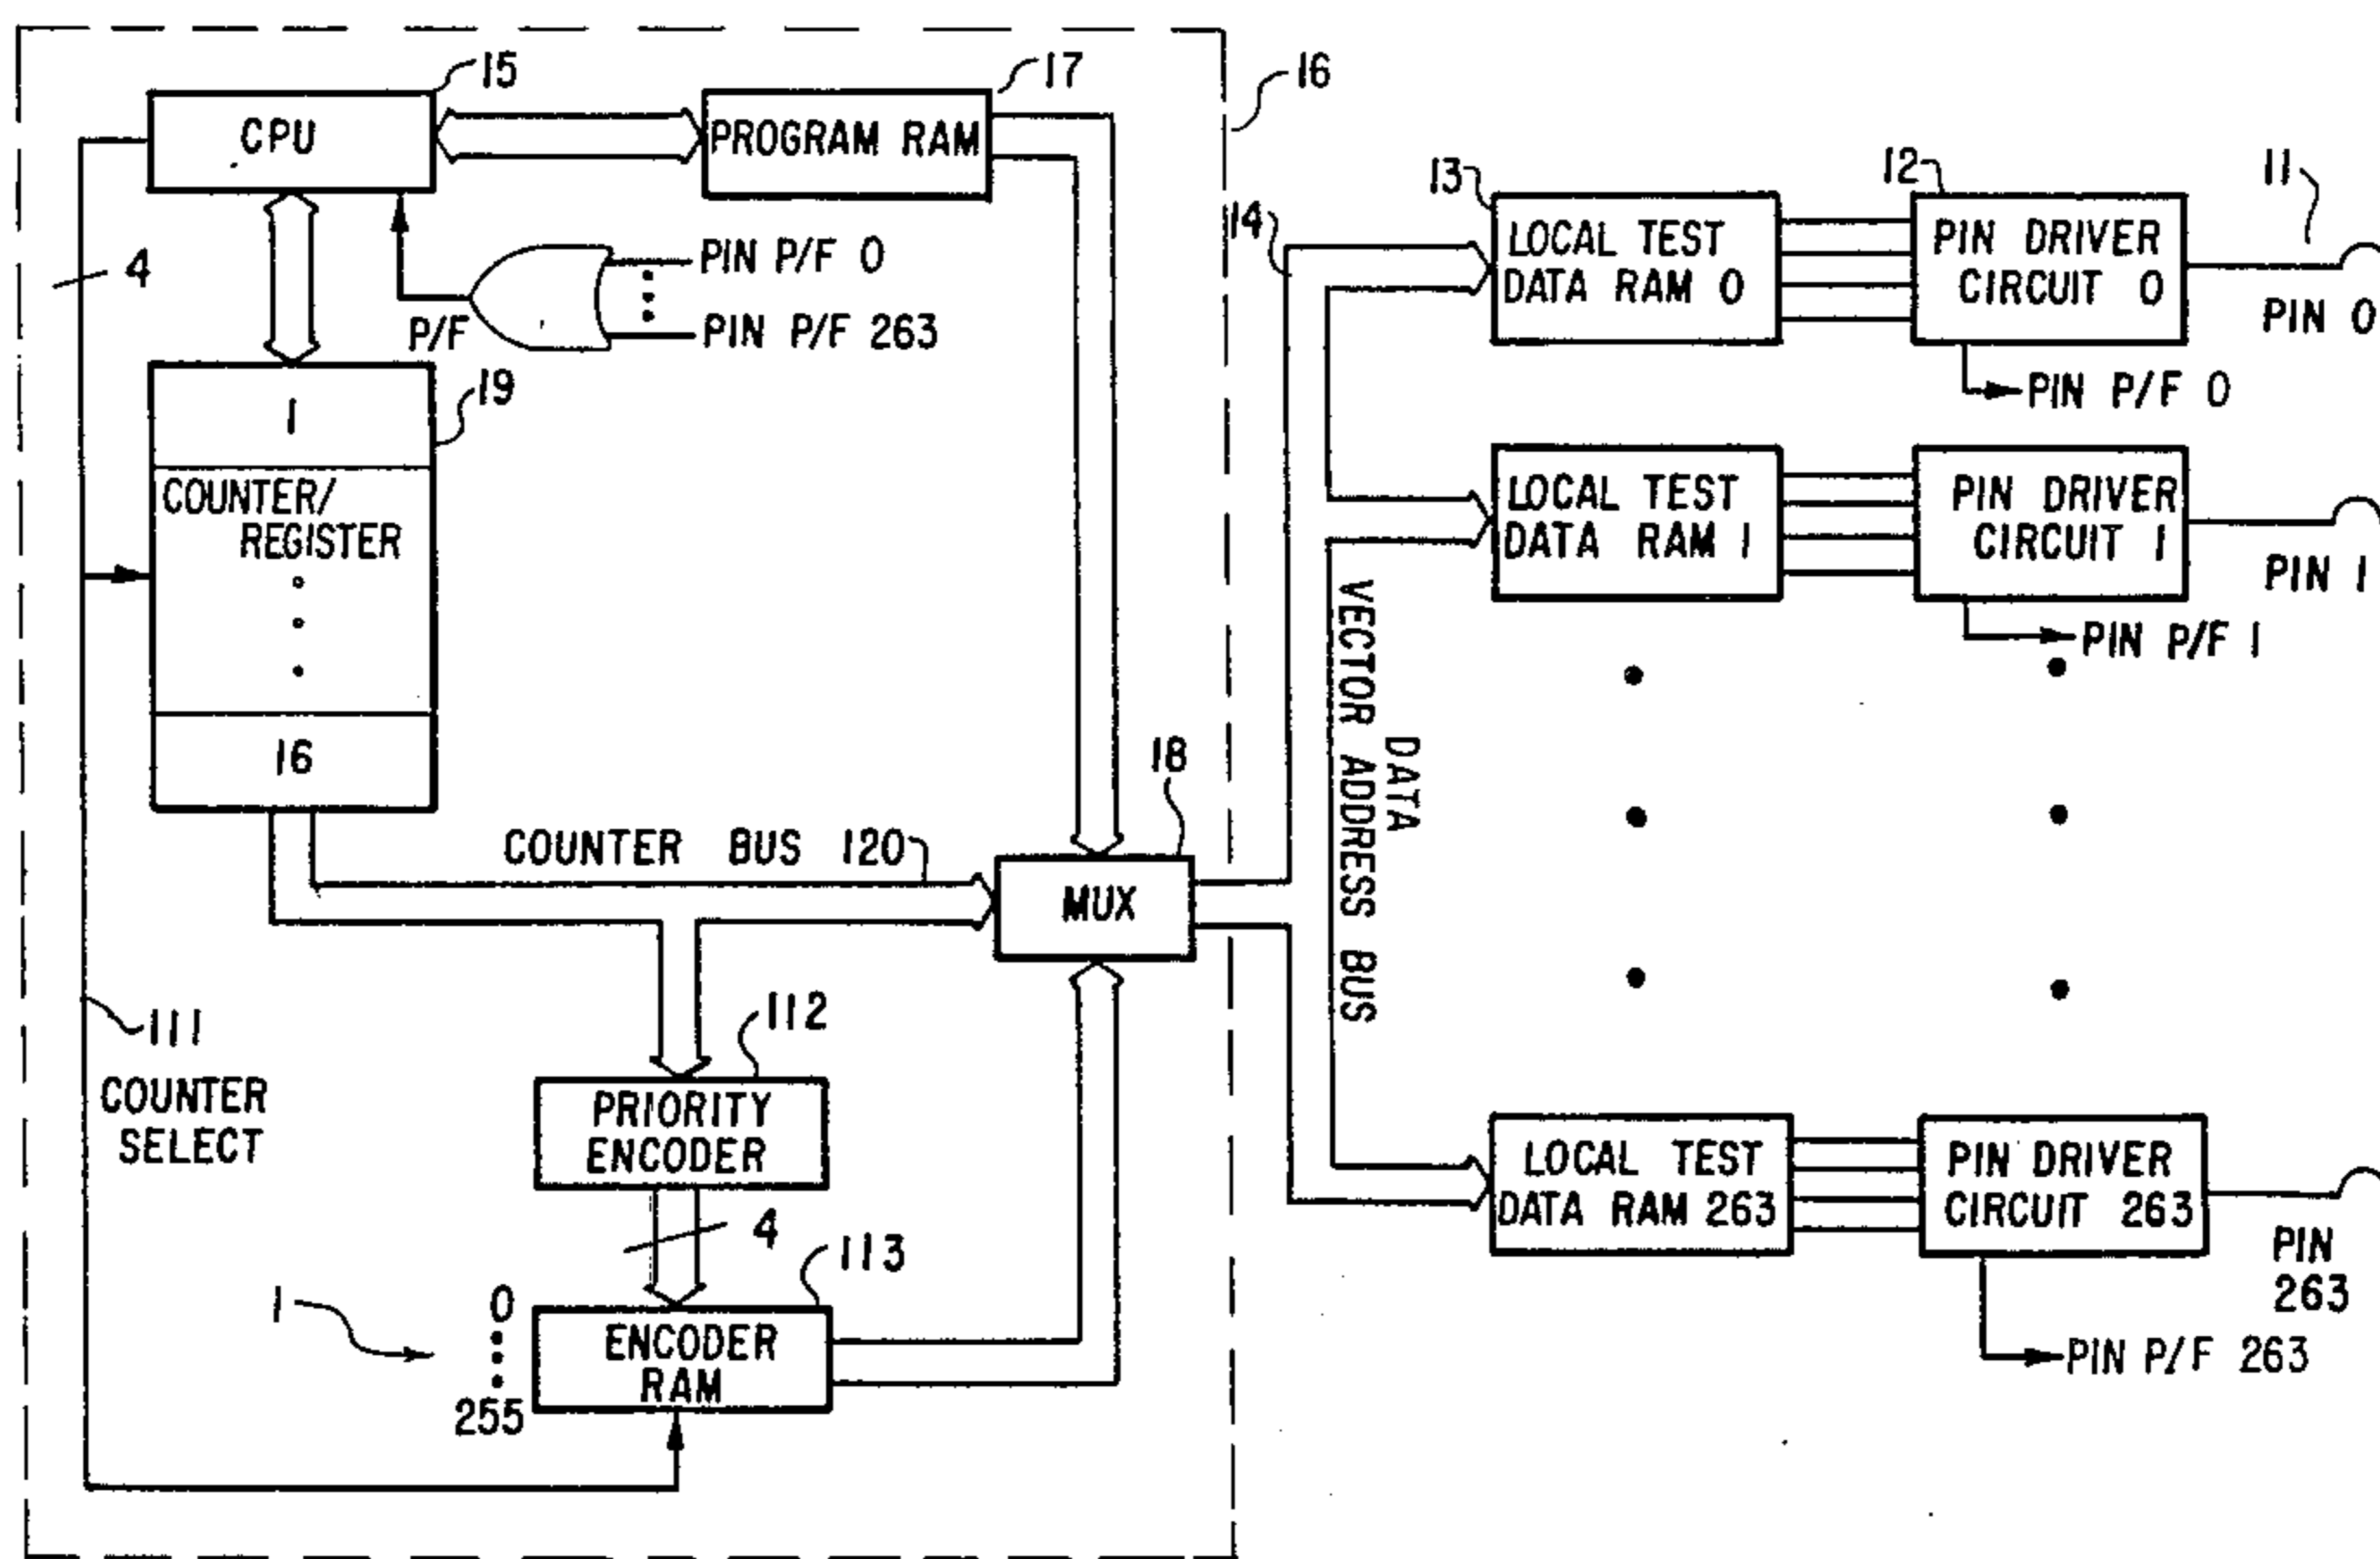 15
CPU
17
PROGRAM RAM
16
4
PIN P/F 0
P/F
PIN P/F 263
19
1
COUNTER/
REGISTER
16
COUNTER BUS 120
18
MUX
111
COUNTER
SELECT
112
PRIORITY
ENCODER
4
113
1
0
255
ENCODER
RAM
14
DATA
VECTOR ADDRESS BUS
13
LOCAL TEST
DATA RAM 0
12
PIN DRIVER
CIRCUIT 0
11
PIN 0
PIN P/F 0
LOCAL TEST
DATA RAM 1
PIN DRIVER
CIRCUIT 1
PIN 1
PIN P/F 1
LOCAL TEST
DATA RAM 263
PIN DRIVER
CIRCUIT 263
PIN
263
PIN P/F 263